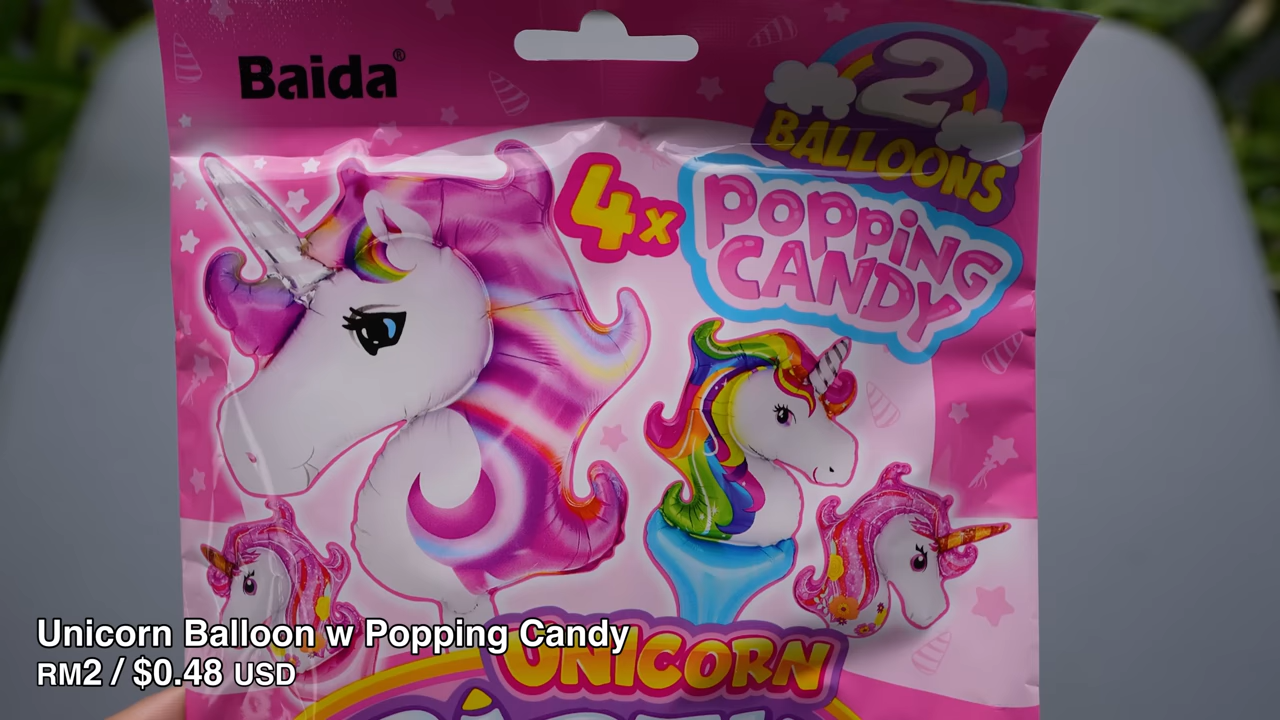 Baida®
2
BALLOONS
4x
POPPiNG
CANDY
UNICORN
Unicorn Balloon w Popping Candy
RM2 / $0.48 USD